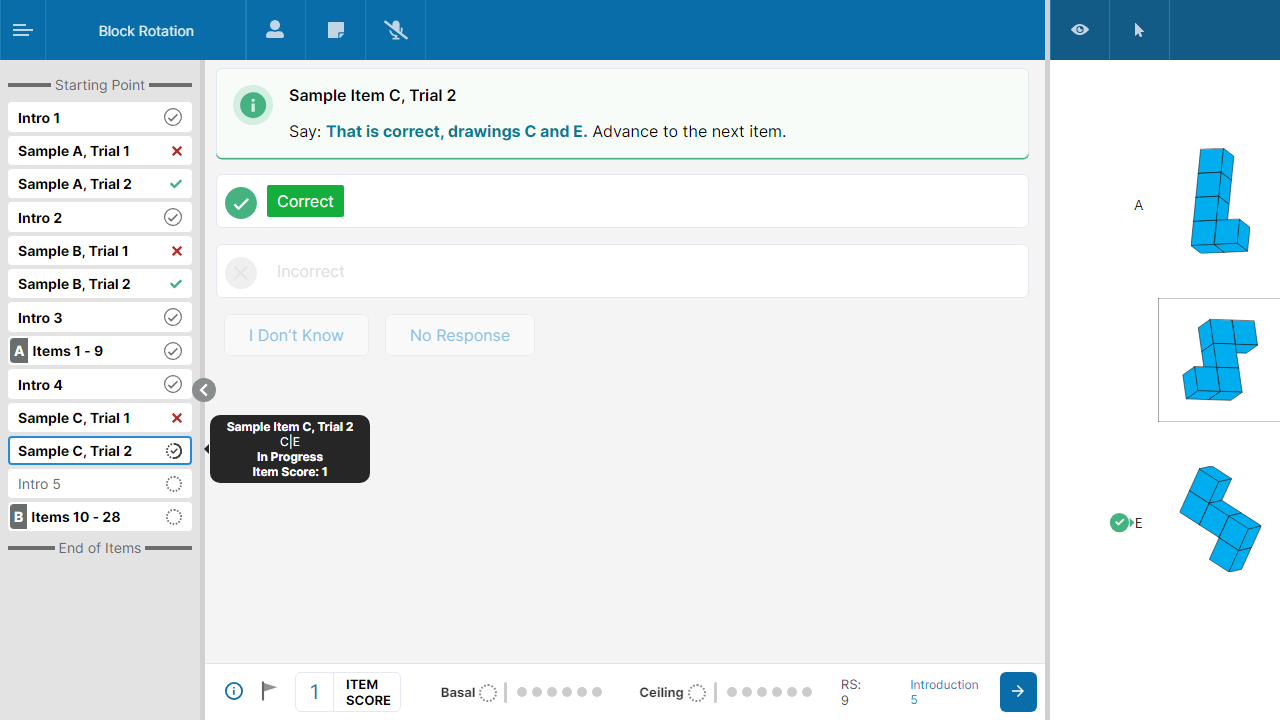 Block Rotation
Starting Point
Intro 1
Sample A, Trial 1
Sample A, Trial 2
Intro 2
Sample B, Trial 1
Sample B, Trial 2
Intro 3
A Items 1 - 9
Intro 4
Sample C, Trial 1
Sample C, Trial 2
Intro 5
B Items 10 - 28
End of Items
Sample Item C, Trial 2
Say: That is correct, drawings C and E. Advance to the next item.
Correct
Incorrect
I Don't Know
No Response
Sample Item C, Trial 2
C|E
In Progress
Item Score: 1
1
ITEM
SCORE
Basal
Ceiling
RS:
9
Introduction
5
A
E